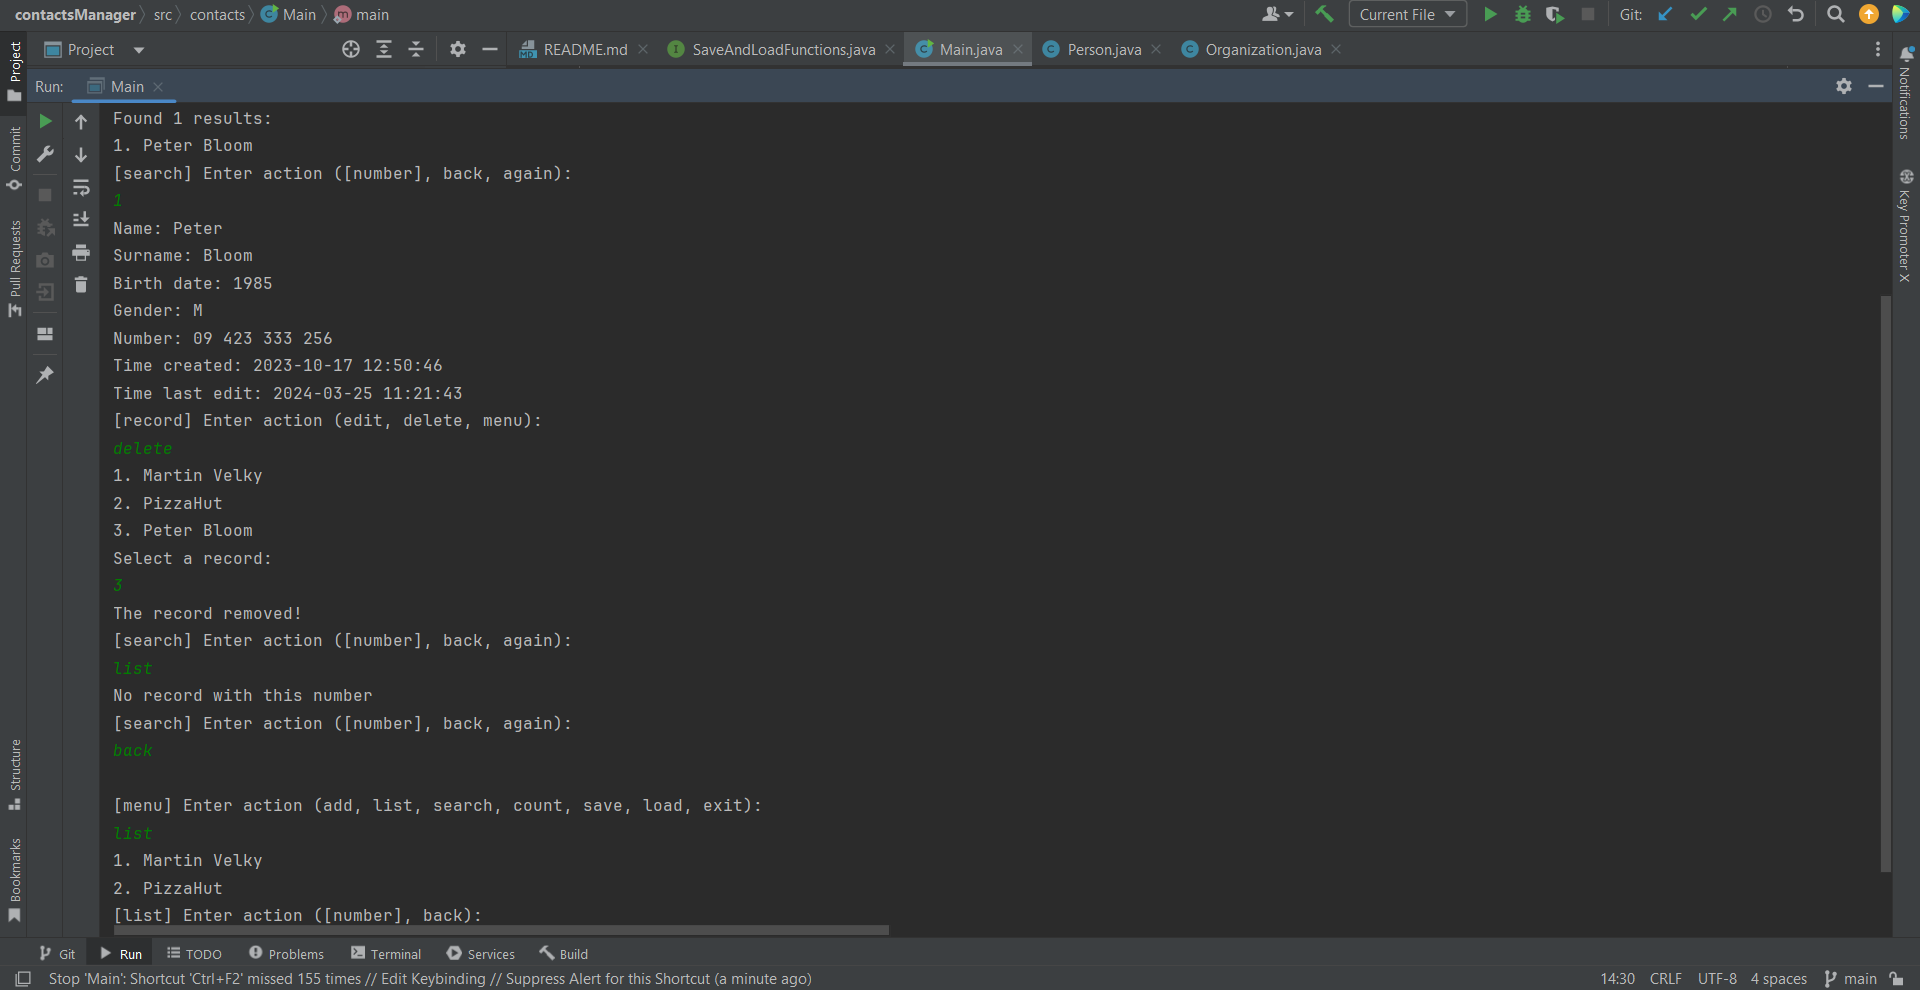 contactsManager src contacts Main main Current File Git:
Project README.md SaveAndLoadFunctions.java Main.java Person.java Organization.java
Run: Main
Found 1 results:
1. Peter Bloom
[search] Enter action ([number], back, again):
1
Name: Peter
Surname: Bloom
Birth date: 1985
Gender: M
Number: 09 423 333 256
Time created: 2023-10-17 12:50:46
Time last edit: 2024-03-25 11:21:43
[record] Enter action (edit, delete, menu):
delete
1. Martin Velky
2. PizzaHut
3. Peter Bloom
Select a record:
3
The record removed!
[search] Enter action ([number], back, again):
list
No record with this number
[search] Enter action ([number], back, again):
back
[menu] Enter action (add, list, search, count, save, load, exit):
list
1. Martin Velky
2. PizzaHut
[list] Enter action ([number], back):
Project
Commit
Pull Requests
Structure
Bookmarks
Notifications
Key Promoter X
Git Run TODO Problems Terminal Services Build
Stop 'Main': Shortcut 'Ctrl+F2' missed 155 times // Edit Keybinding // Suppress Alert for this Shortcut (a minute ago) 14:30 CRLF UTF-8 4 spaces main